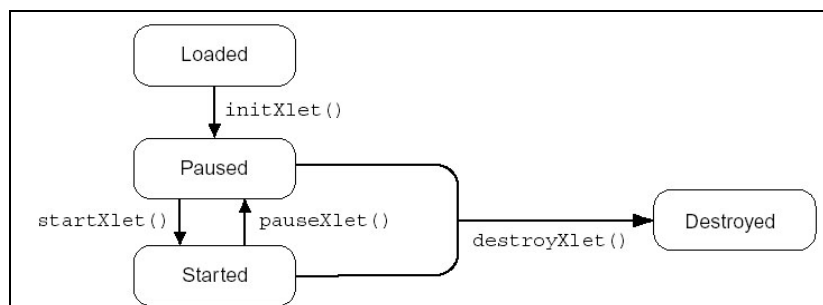 Loaded
initXlet()
Paused
startXlet()
pauseXlet()
Started
destroyXlet()
Destroyed